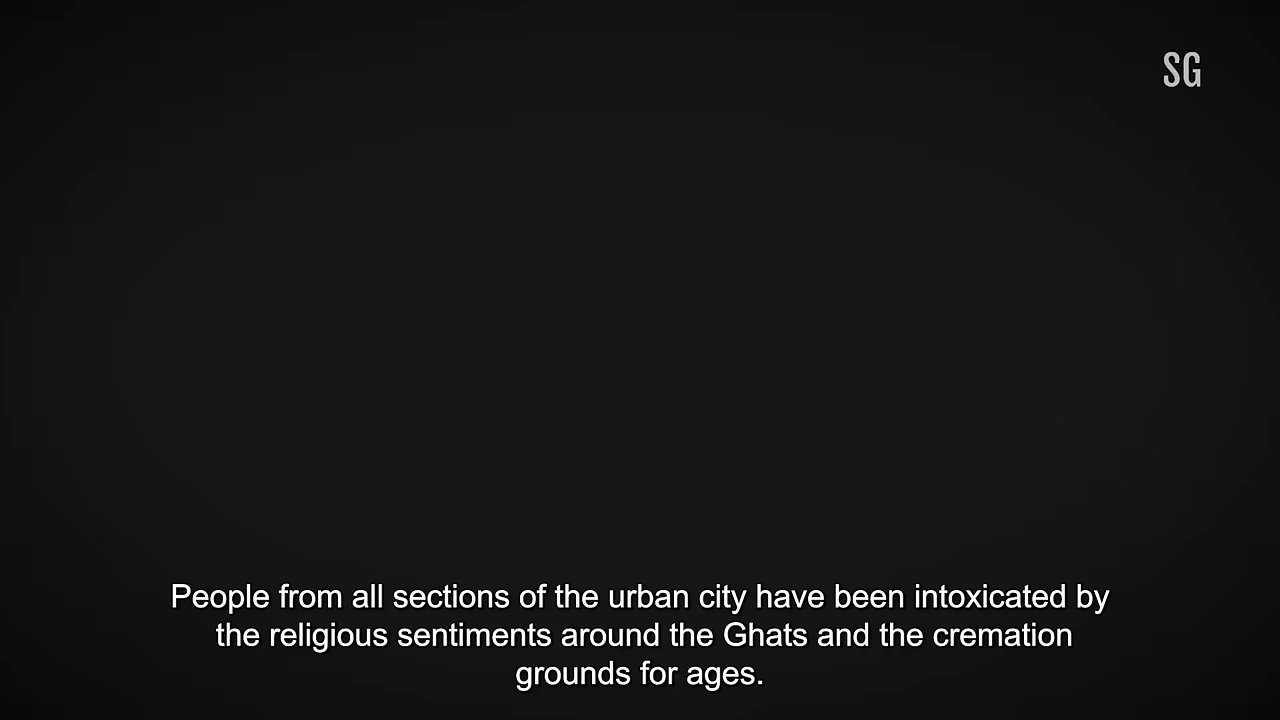 SG
People from all sections of the urban city have been intoxicated by
the religious sentiments around the Ghats and the cremation
grounds for ages.